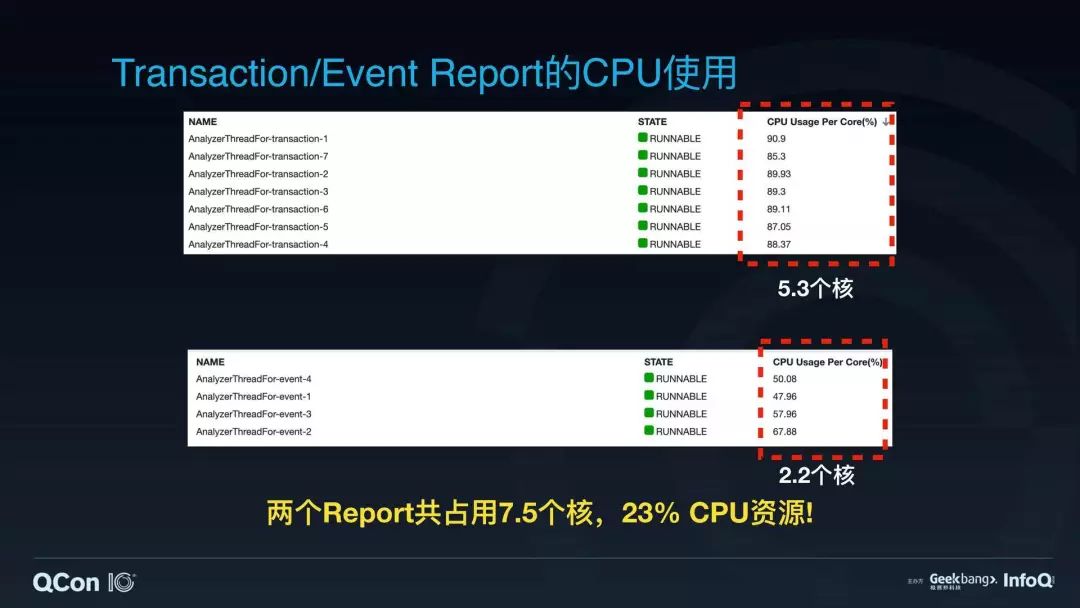 Transaction/Event Report的CPU使用
NAME STATE CPU Usage Per Core(%) ↓
AnalyzerThreadFor-transaction-1 RUNNABLE 90.9
AnalyzerThreadFor-transaction-7 RUNNABLE 85.3
AnalyzerThreadFor-transaction-2 RUNNABLE 89.93
AnalyzerThreadFor-transaction-3 RUNNABLE 89.3
AnalyzerThreadFor-transaction-6 RUNNABLE 89.11
AnalyzerThreadFor-transaction-5 RUNNABLE 87.05
AnalyzerThreadFor-transaction-4 RUNNABLE 88.37
5.3个核
NAME STATE CPU Usage Per Core(%)
AnalyzerThreadFor-event-4 RUNNABLE 50.08
AnalyzerThreadFor-event-1 RUNNABLE 47.96
AnalyzerThreadFor-event-3 RUNNABLE 57.96
AnalyzerThreadFor-event-2 RUNNABLE 67.88
2.2个核
两个Report共占用7.5个核，23% CPU资源!
QCon 10 主办方 Geekbang>. InfoQ
极客邦科技